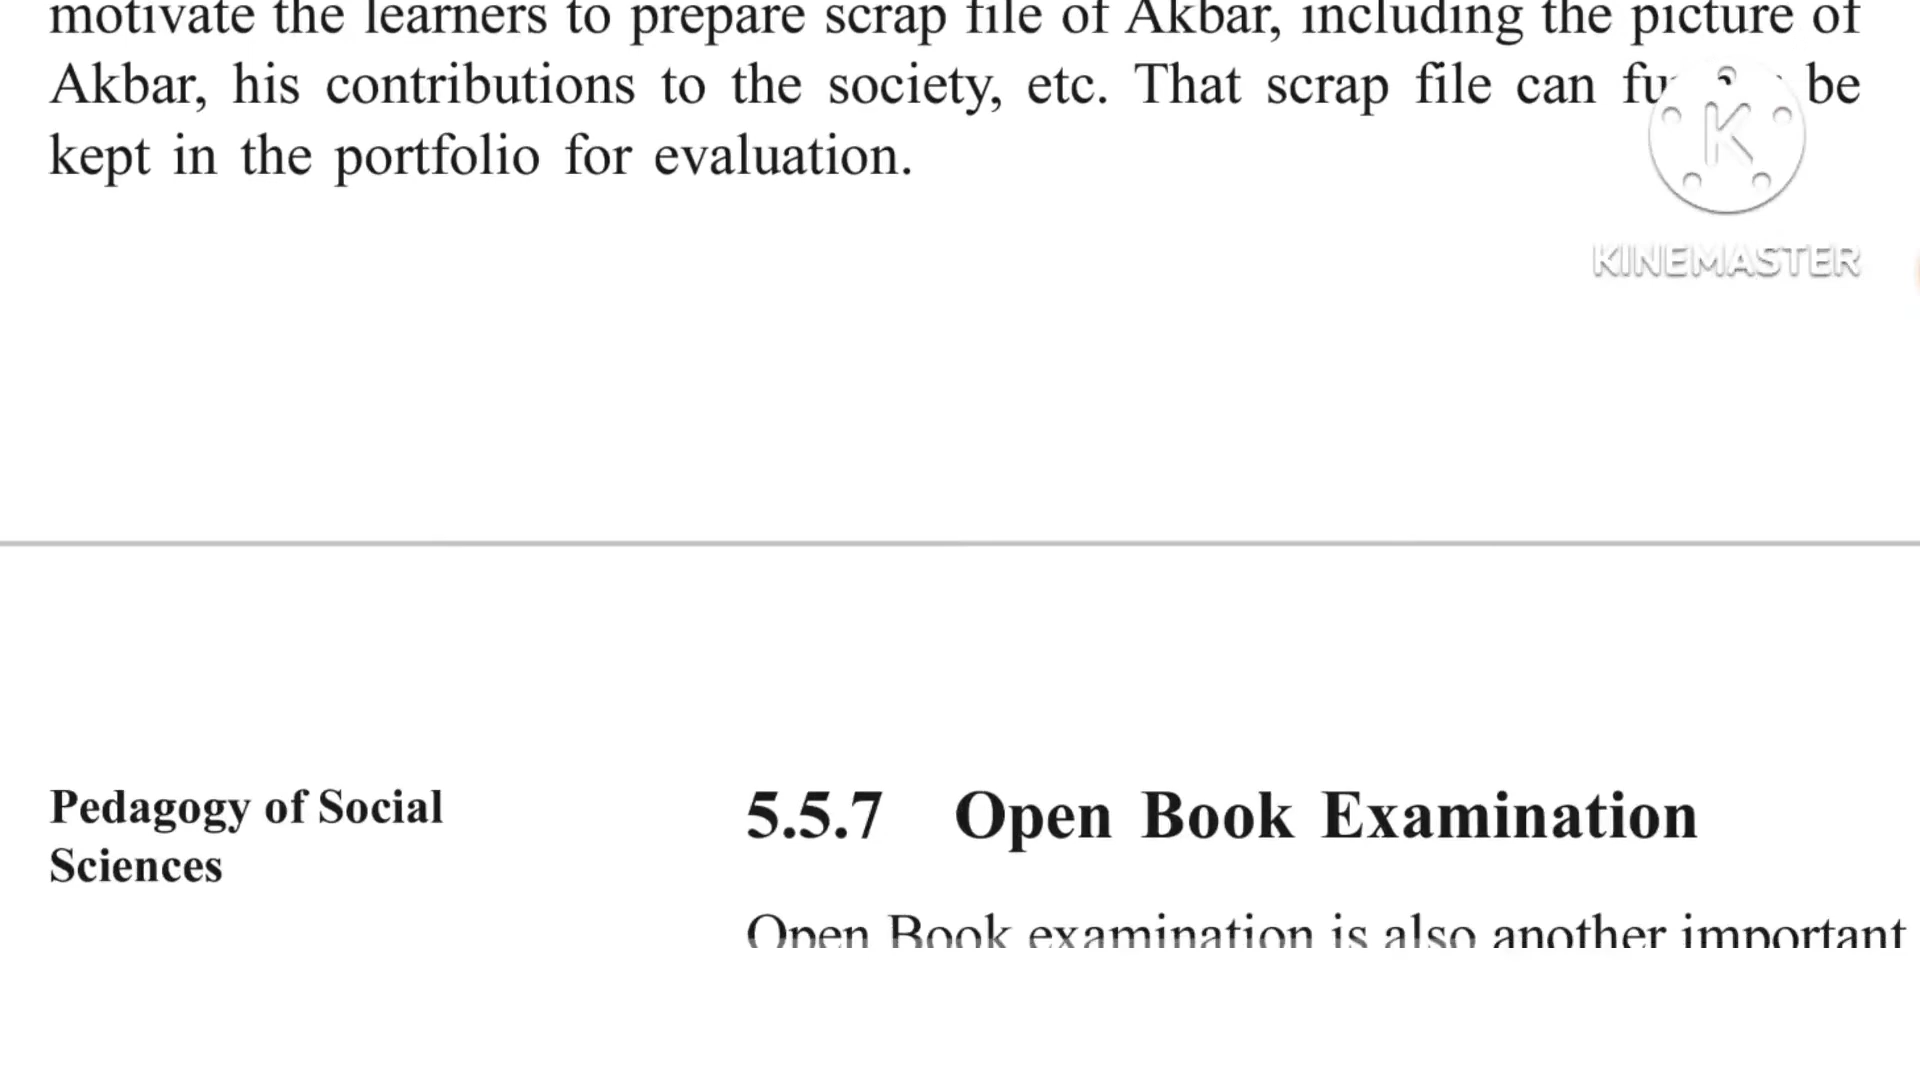 motivate the learners to prepare scrap file of Akbar, including the picture of
Akbar, his contributions to the society, etc. That scrap file can be
kept in the portfolio for evaluation.
K
KINEMASTER
Pedagogy of Social
Sciences
5.5.7 Open Book Examination
Open Book examination is also another important